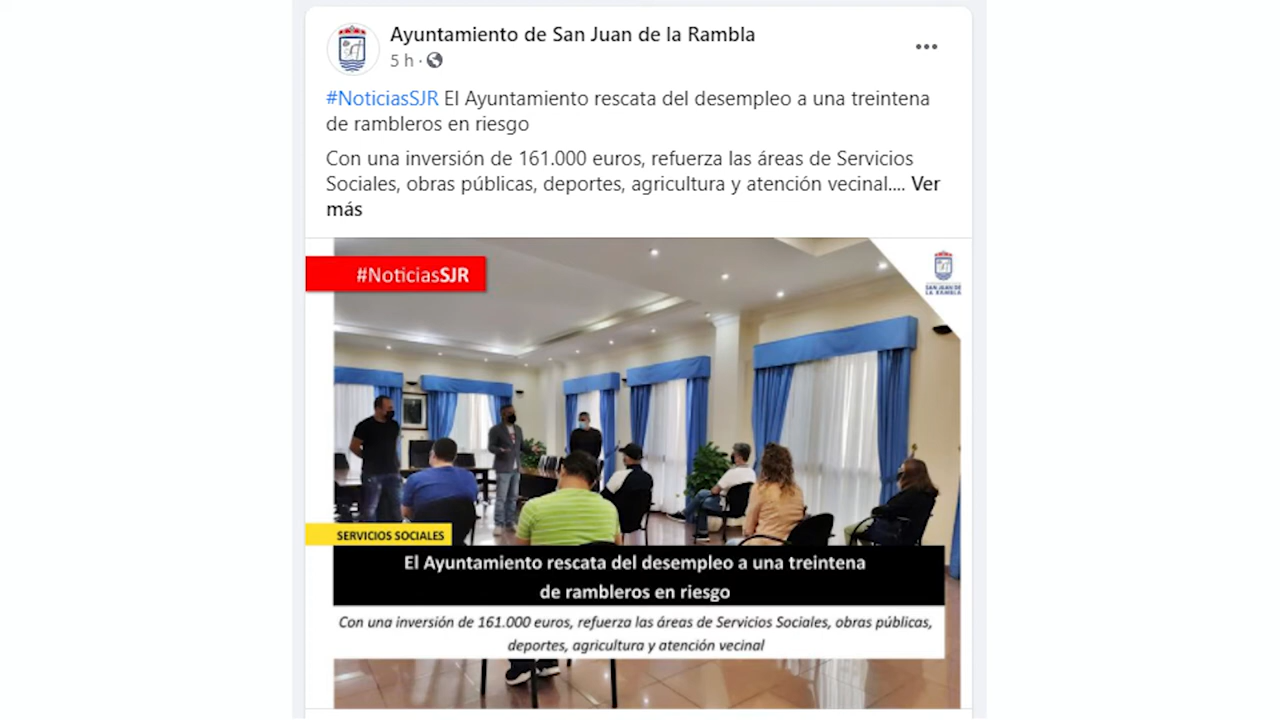 Ayuntamiento de San Juan de la Rambla
5 h ·
#NoticiasSJR El Ayuntamiento rescata del desempleo a una treintena
de rambleros en riesgo
Con una inversión de 161.000 euros, refuerza las áreas de Servicios
Sociales, obras públicas, deportes, agricultura y atención vecinal.... Ver
más
#NoticiasSJR
SAN JUAN DE
LA RAMBLA
SERVICIOS SOCIALES
El Ayuntamiento rescata del desempleo a una treintena
de rambleros en riesgo
Con una inversión de 161.000 euros, refuerza las áreas de Servicios Sociales, obras públicas,
deportes, agricultura y atención vecinal